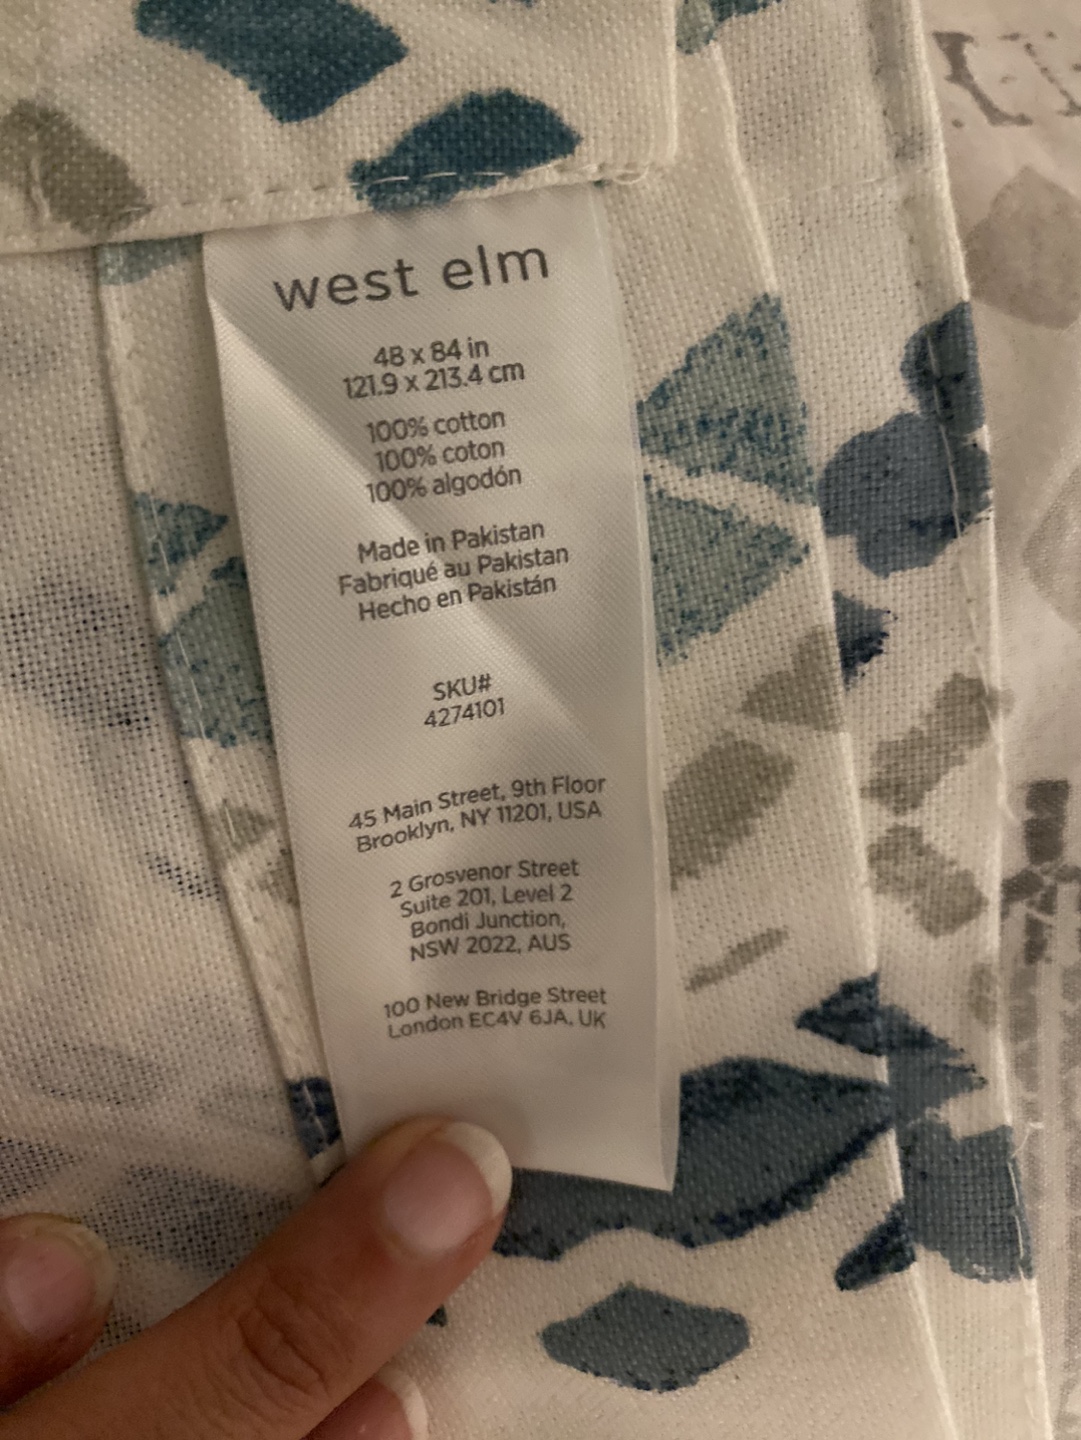 west elm
48 x 84 in
121.9 x 213.4 cm
100% cotton
100% coton
100% algodón
Made in Pakistan
Fabriqué au Pakistan
Hecho en Pakistán
SKU#
4274101
45 Main Street, 9th Floor
Brooklyn, NY 11201, USA
2 Grosvenor Street
Suite 201, Level 2
Bondi Junction,
NSW 2022, AUS
100 New Bridge Street
London EC4V 6JA, UK